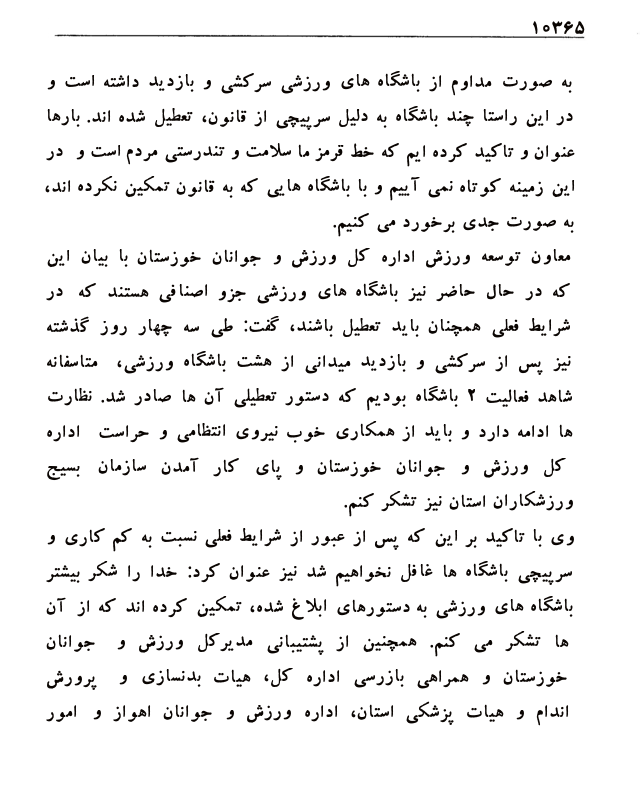 ۱۰۳۶۵
به صورت مداوم از باشگاه های ورزشی سرکشی و بازدید داشته است و
در این راستا چند باشگاه به دلیل سرپیچی از قانون، تعطیل شده اند. بارها
عنوان و تاکید کرده ایم که خط قرمز ما سلامت و تندرستی مردم است و در
این زمینه کوتاه نمی آییم و با باشگاه هایی که به قانون تمکین نکرده اند،
به صورت جدی برخورد می کنیم.
معاون توسعه ورزش اداره کل ورزش و جوانان خوزستان با بیان این
که در حال حاضر نیز باشگاه های ورزشی جزو اصنافی هستند که در
شرایط فعلی همچنان باید تعطیل باشند، گفت: طی سه چهار روز گذشته
نیز پس از سرکشی و بازدید میدانی از هشت باشگاه ورزشی، متاسفانه
شاهد فعالیت ۲ باشگاه بودیم که دستور تعطیلی آن ها صادر شد. نظارت
ها ادامه دارد و باید از همکاری خوب نیروی انتظامی و حراست اداره
کل ورزش و جوانان خوزستان و پای کار آمدن سازمان بسیج
ورزشکاران استان نیز تشکر کنم.
وی با تاکید بر این که پس از عبور از شرایط فعلی نسبت به کم کاری و
سرپیچی باشگاه ها غافل نخواهیم شد نیز عنوان کرد: خدا را شکر بیشتر
باشگاه های ورزشی به دستورهای ابلاغ شده، تمکین کرده اند که از آن
ها تشکر می کنم. همچنین از پشتیبانی مدیرکل ورزش و جوانان
خوزستان و همراهی بازرسی اداره کل، هیات بدنسازی و پرورش
اندام و هیات پزشکی استان، اداره ورزش و جوانان اهواز و امور